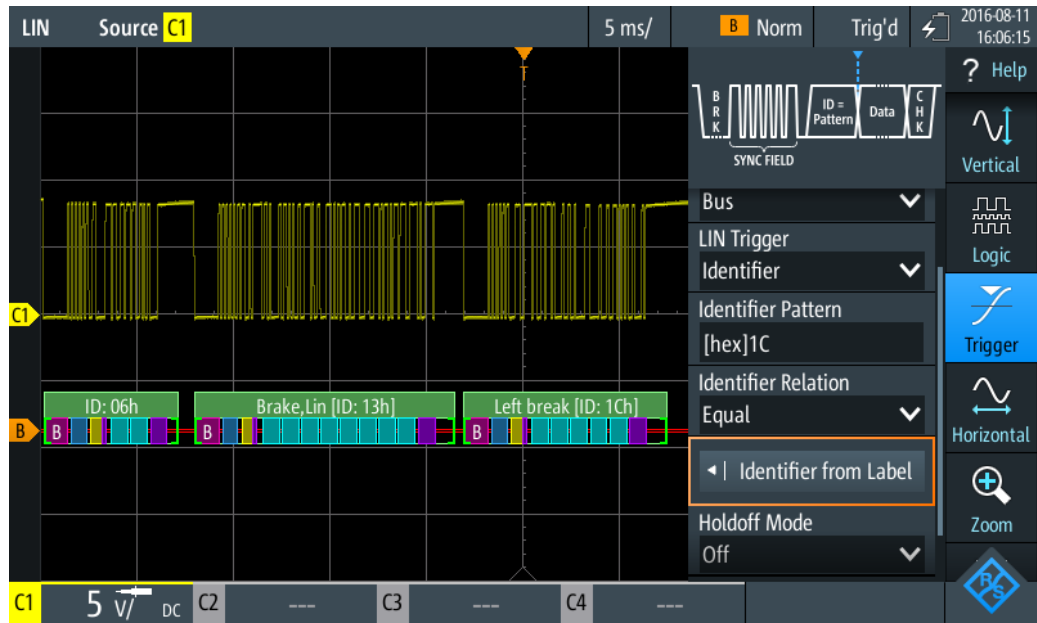 LIN Source C1 5 ms/ B Norm Trig'd 2016-08-11
16:06:15
? Help
T
B
R
K
ID =
Pattern
Data
C
H
K
SYNC FIELD
Vertical
Bus
LIN Trigger
Identifier
Logic
C1
Identifier Pattern
[hex]1C
Trigger
Identifier Relation
Equal
ID: 06h Brake,Lin [ID: 13h] Left break [ID: 1Ch]
B B B B
Horizontal
Identifier from Label
Holdoff Mode
Off
Zoom
R&S
C1 5 V/ DC C2 --- C3 --- C4 ---